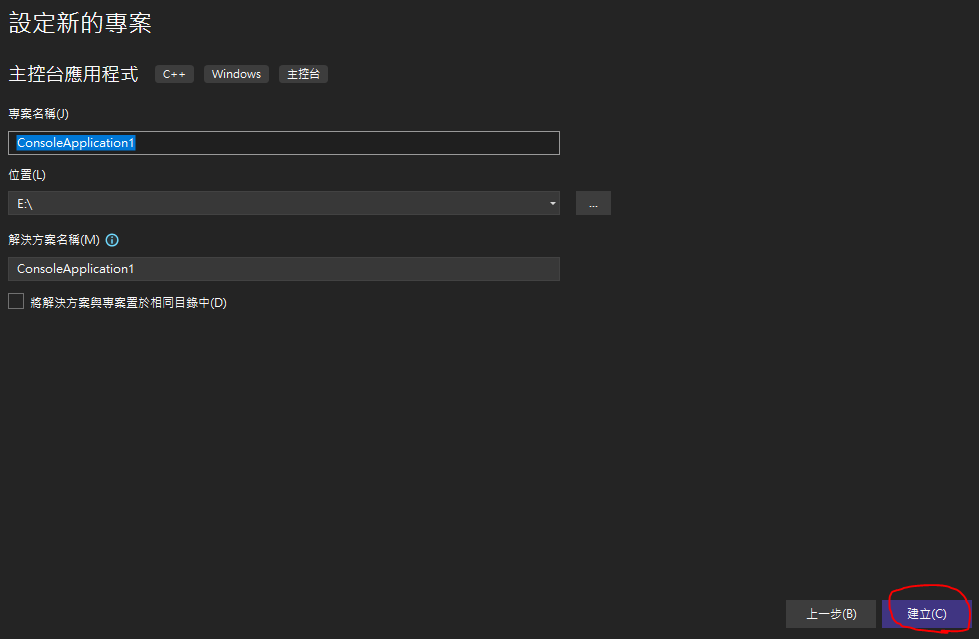 設定新的專案
主控台應用程式 C++ Windows 主控台
專案名稱(J)
ConsoleApplication1
位置(L)
E:\
...
解決方案名稱(M)
ConsoleApplication1
將解決方案與專案置於相同目錄中(D)
上一步(B) 建立(C)